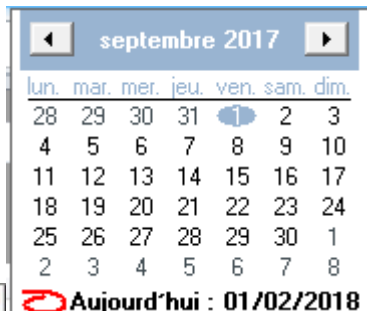 septembre 2017
lun. mar. mer. jeu. ven. sam. dim.
28 29 30 31 1 2 3
4 5 6 7 8 9 10
11 12 13 14 15 16 17
18 19 20 21 22 23 24
25 26 27 28 29 30 1
2 3 4 5 6 7 8
Aujourd'hui : 01/02/2018